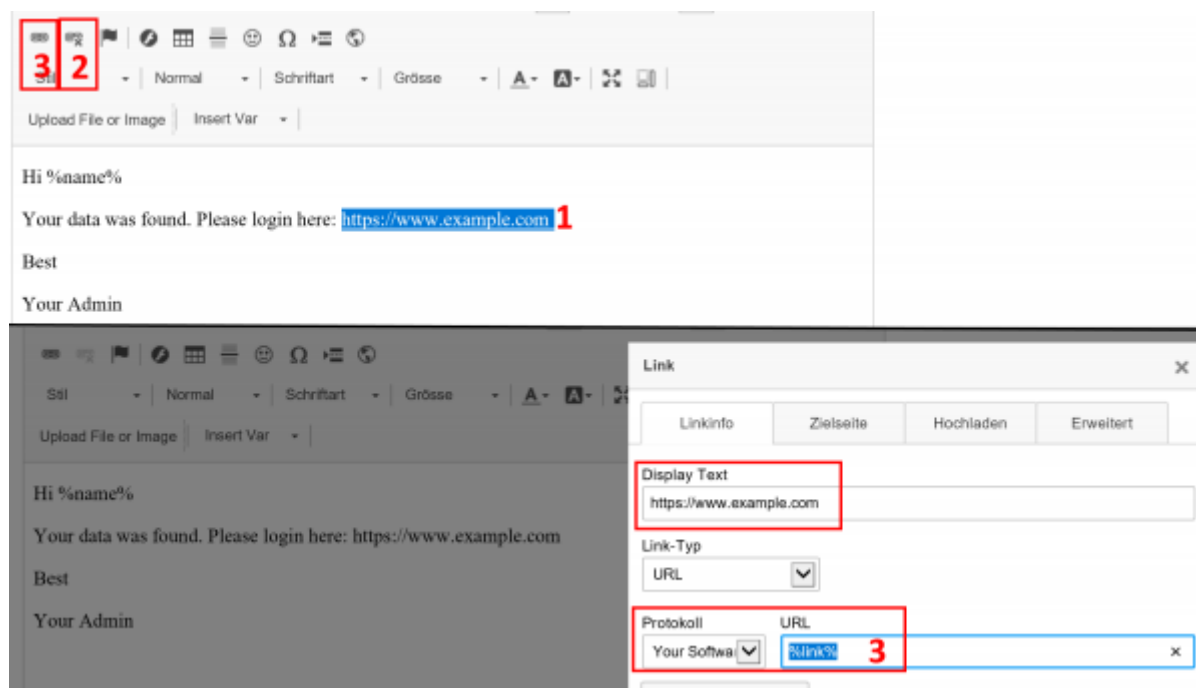 3 2
Stil Normal Schriftart Grösse A A
Upload File or Image Insert Var
Hi %name%
Your data was found. Please login here: https://www.example.com 1
Best
Your Admin
Stil Normal Schriftart Grösse A A
Upload File or Image Insert Var
Hi %name%
Your data was found. Please login here: https://www.example.com
Best
Your Admin
Link
Linkinfo Zielseite Hochladen Erweitert
Display Text
https://www.example.com
Link-Typ
URL
Protokoll URL
Your Softwa %link% 3